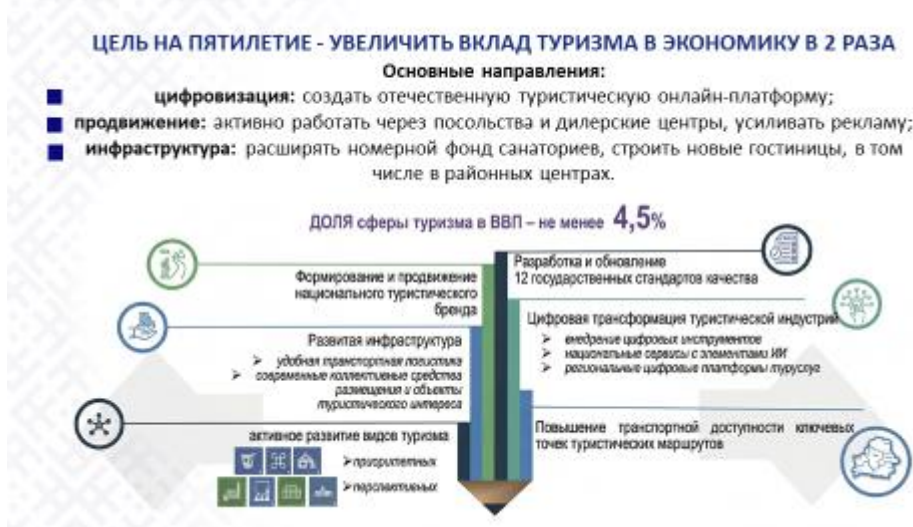 ЦЕЛЬ НА ПЯТИЛЕТИЕ - УВЕЛИЧИТЬ ВКЛАД ТУРИЗМА В ЭКОНОМИКУ В 2 РАЗА
Основные направления:
цифровизация: создать отечественную туристическую онлайн-платформу;
продвижение: активно работать через посольства и дилерские центры, усиливать рекламу;
инфраструктура: расширять номерной фонд санаториев, строить новые гостиницы, в том
числе в районных центрах.
ДОЛЯ сферы туризма в ВВП – не менее 4,5%
Формирование и продвижение
национального туристического
бренда
Развитая инфраструктура
удобная транспортная логистика
современные коллективные средства
размещения и объекты
туристического интереса
активное развитие видов туризма
приоритетных
перспективных
Разработка и обновление
12 государственных стандартов качества
Цифровая трансформация туристической индустрии
внедрение цифровых инструментов
национальные сервисы с элементами ИИ
региональные цифровые платформы туруслуг
Повышение транспортной доступности ключевых
точек туристических маршрутов